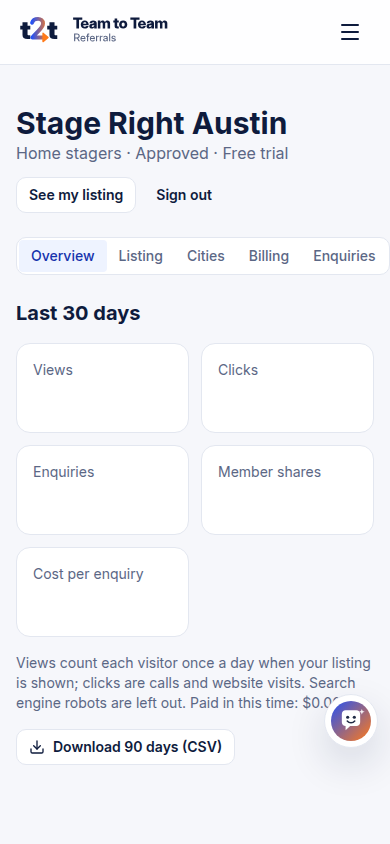 t2t
Team to Team
Referrals
Stage Right Austin
Home stagers · Approved · Free trial
See my listing
Sign out
Overview
Listing
Cities
Billing
Enquiries
Last 30 days
Views
Clicks
Enquiries
Member shares
Cost per enquiry
Views count each visitor once a day when your listing
is shown; clicks are calls and website visits. Search
engine robots are left out. Paid in this time:
Download 90 days (CSV)